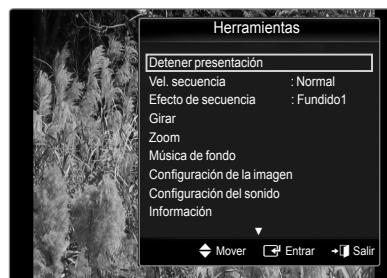 Herramientas
Detener presentación
Vel. secuencia : Normal
Efecto de secuencia : Fundido1
Girar
Zoom
Música de fondo
Configuración de la imagen
Configuración del sonido
Información
Mover Entrar Salir